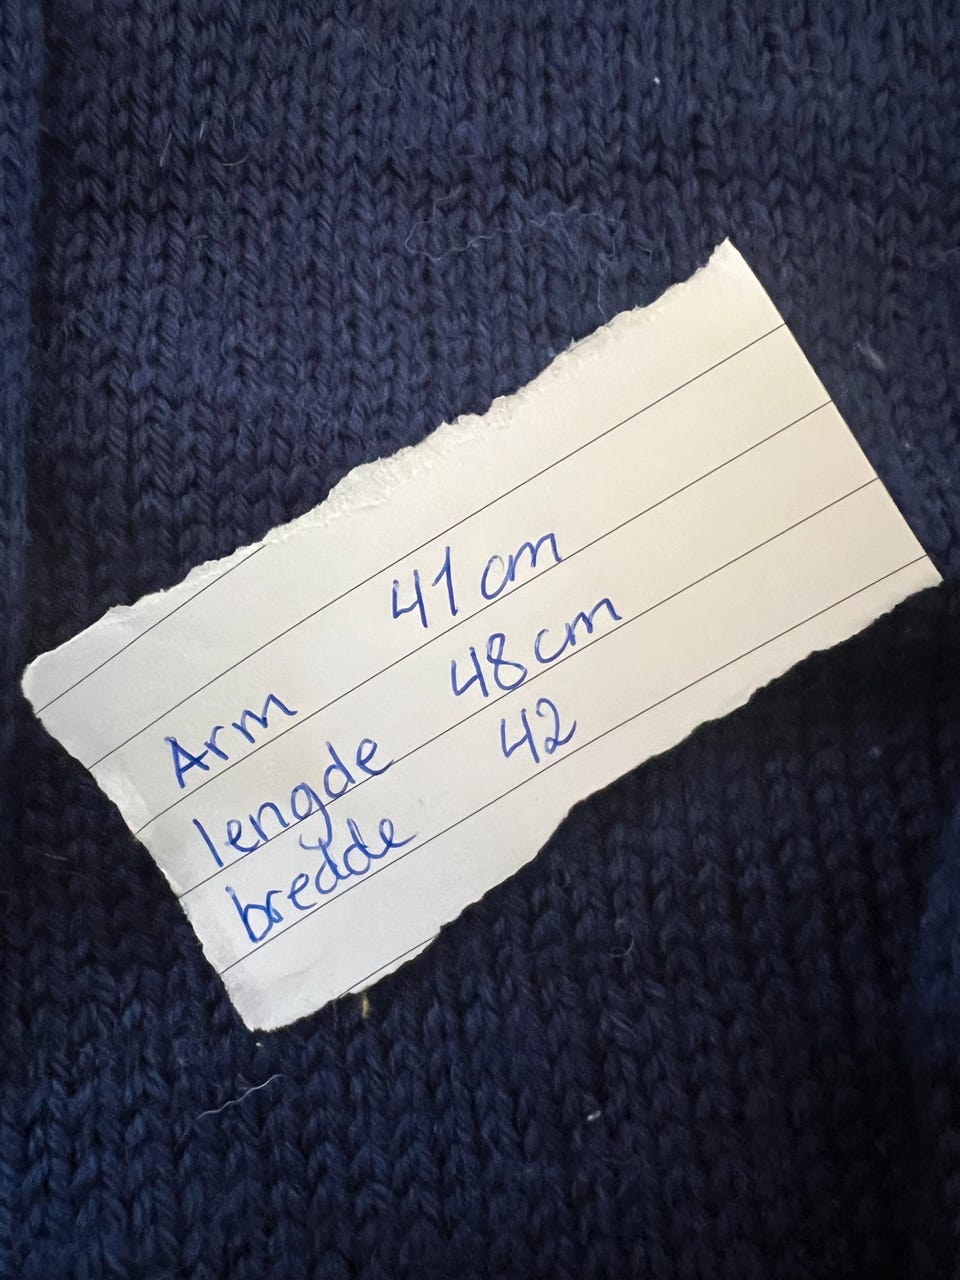 Arm 41 cm
lengde 48 cm
bredde 42